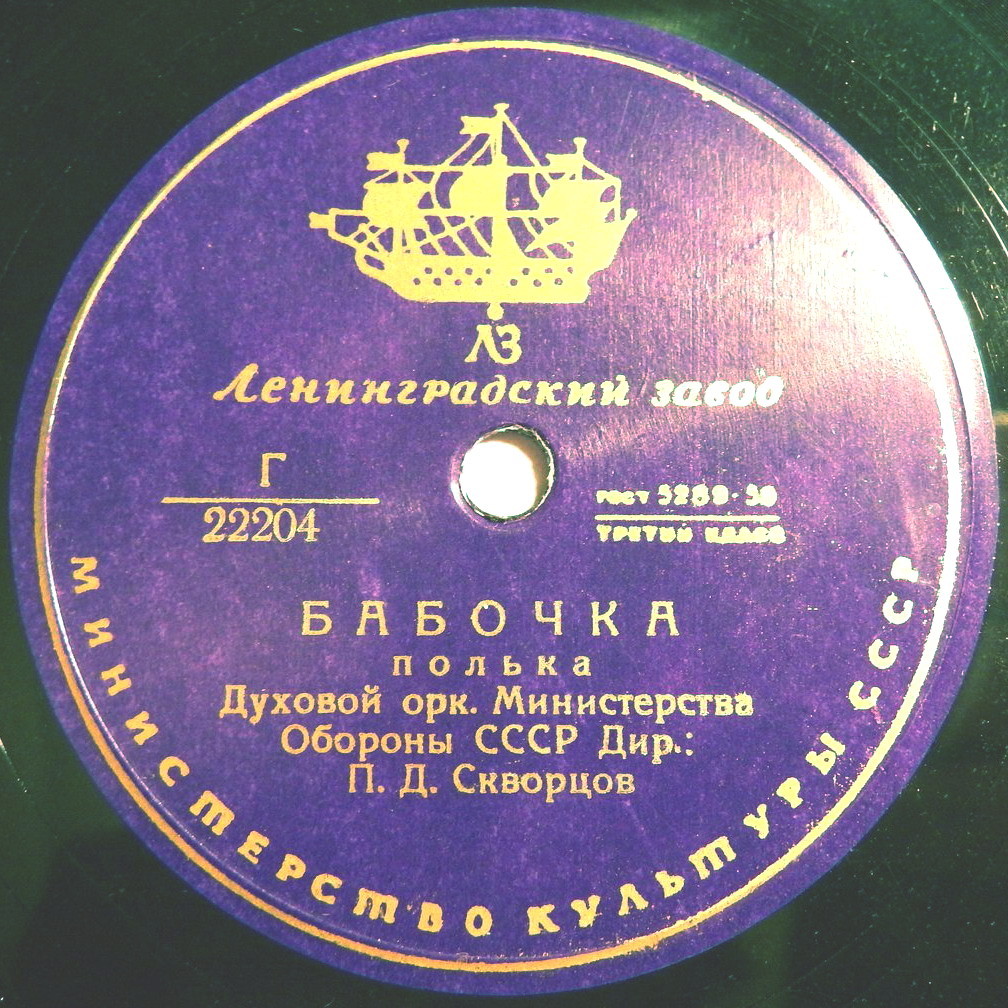 ЛЗ
Ленинградский завод
Г
22204
ГОСТ 5289-50
ТРЕТИЙ КЛАСС
БАБОЧКА
полька
Духовой орк. Министерства
Обороны СССР Дир.:
П. Д. Скворцов
МИНИСТЕРСТВО КУЛЬТУРЫ СССР